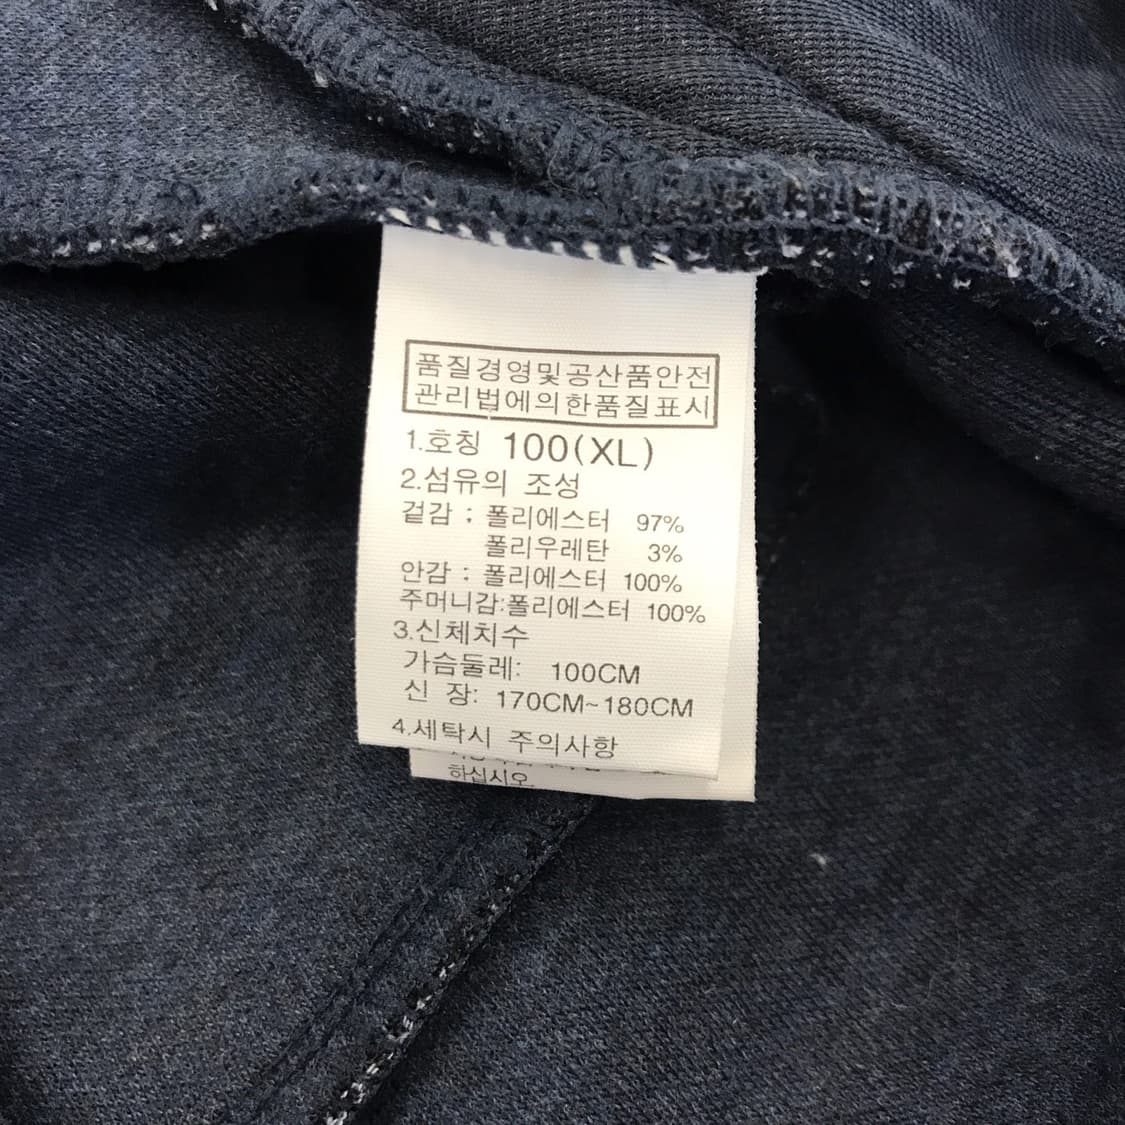 품질경영및공산품안전
관리법에의한품질표시
1.호칭 100(XL)
2.섬유의 조성
겉감 : 폴리에스터 97%
폴리우레탄 3%
안감 : 폴리에스터 100%
주머니감:폴리에스터 100%
3.신체치수
가슴둘레: 100CM
신 장: 170CM~180CM
4.세탁시 주의사항
하십시오